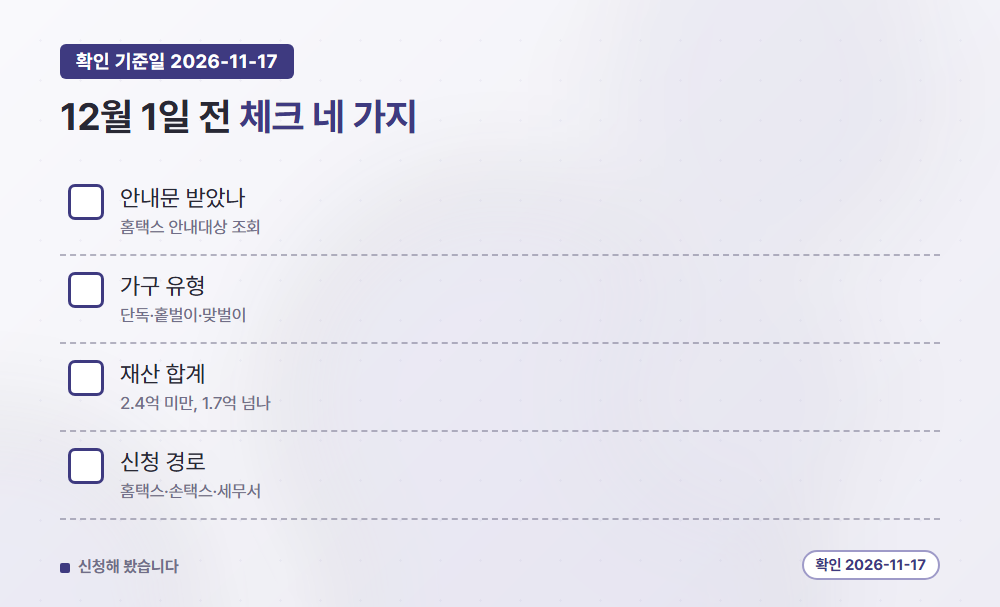 확인 기준일 2026-11-17
12월 1일 전 체크 네 가지
안내문 받았나
홈택스 안내대상 조회
가구 유형
단독·홑벌이·맞벌이
재산 합계
2.4억 미만, 1.7억 넘나
신청 경로
홈택스·손택스·세무서
신청해 봤습니다
확인 2026-11-17